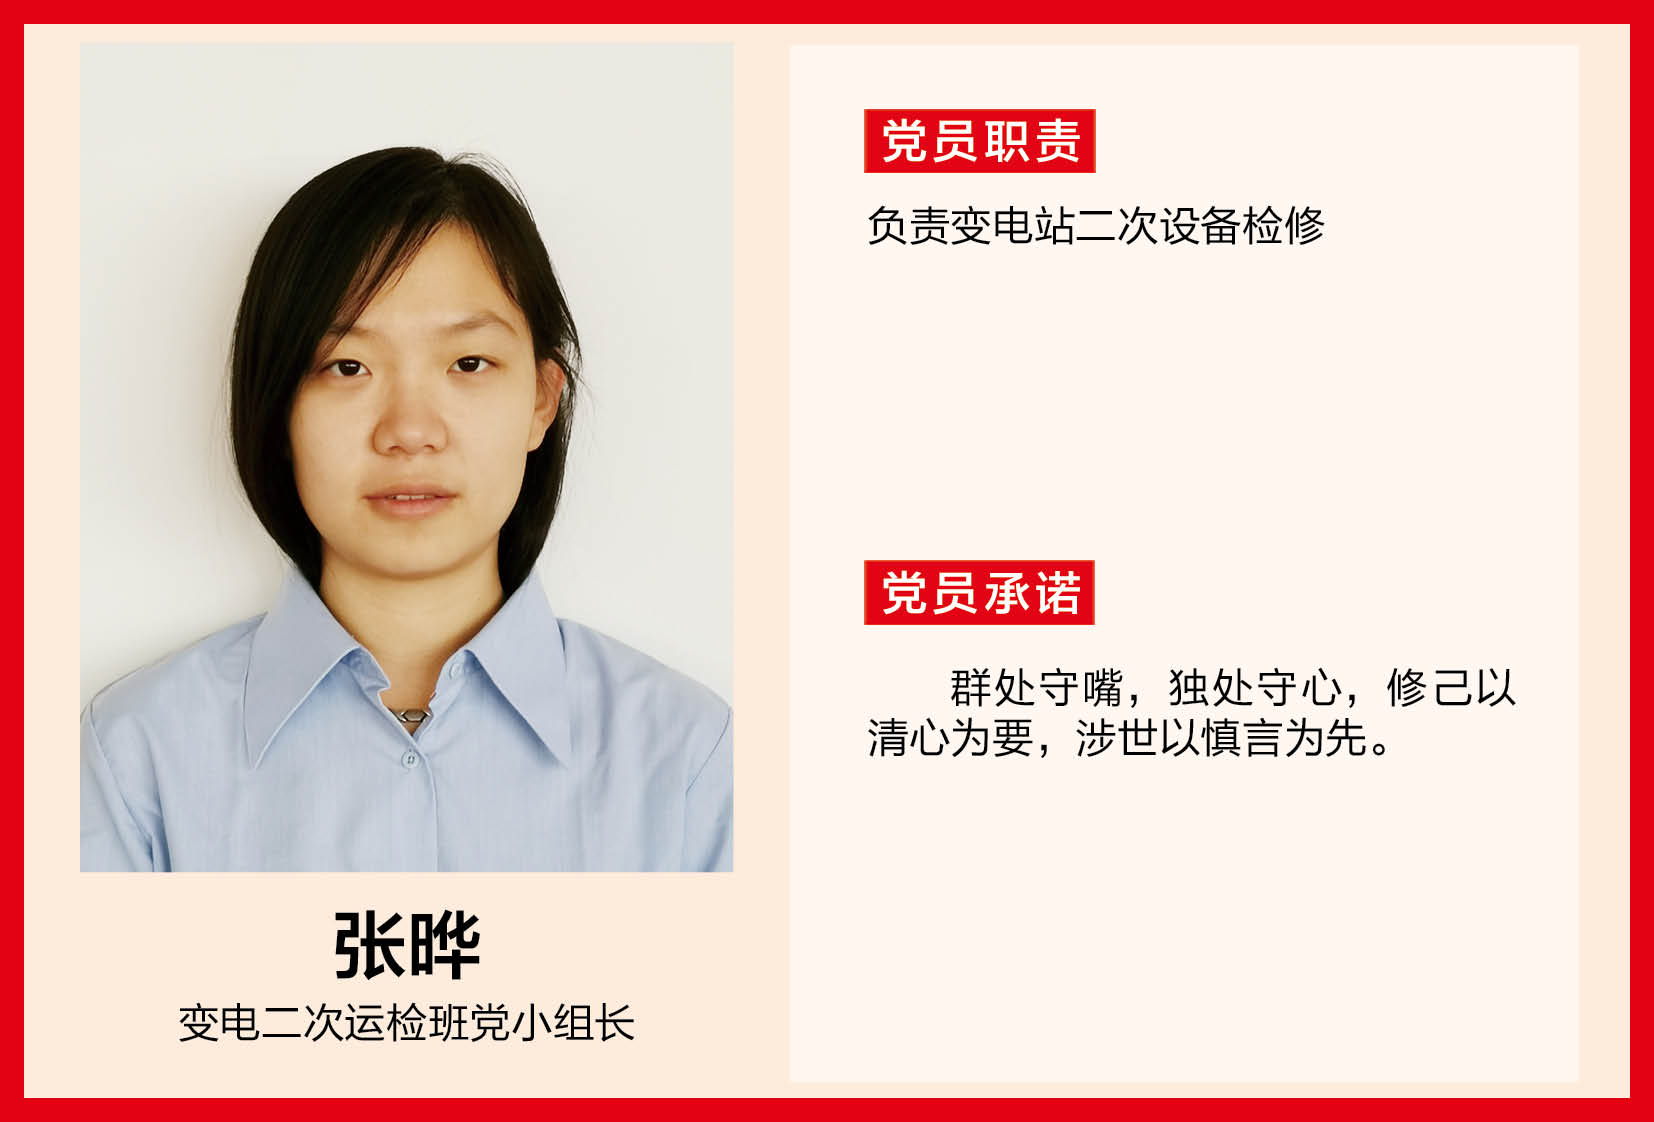 党员职责
负责变电站二次设备检修
党员承诺
群处守嘴，独处守心，修己以
清心为要，涉世以慎言为先。
张晔
变电二次运检班党小组长